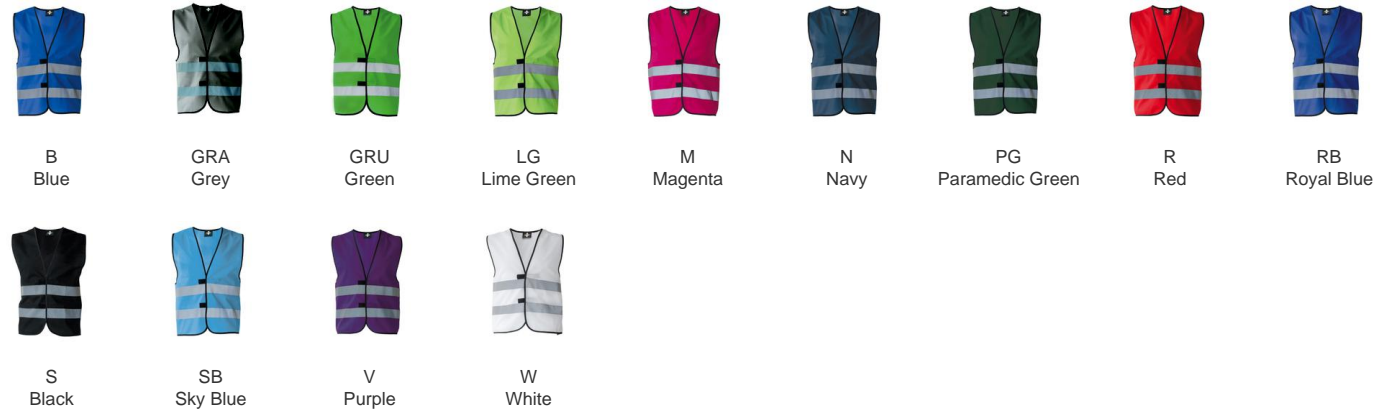 B
Blue
GRA
Grey
GRU
Green
LG
Lime Green
M
Magenta
N
Navy
PG
Paramedic Green
R
Red
RB
Royal Blue
S
Black
SB
Sky Blue
V
Purple
W
White